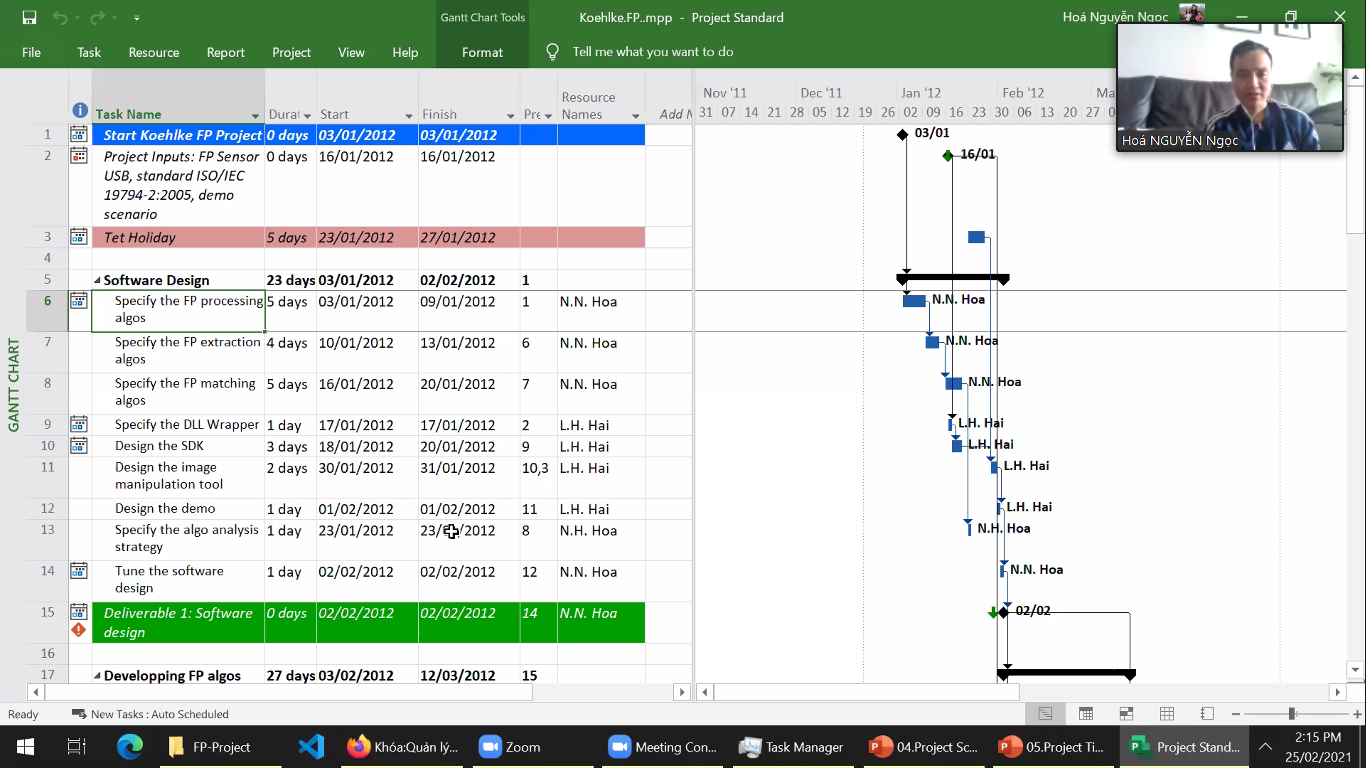 Gantt Chart Tools
Koehlke.FP..mpp - Project Standard
Hoá Nguyễn Ngọc
File Task Resource Report Project View Help Format Tell me what you want to do
Hoá NGUYỄN Ngọc
GANTT CHART
Task Name Durat Start Finish Pre Resource
Names Add N
Nov '11 Dec '11 Jan '12 Feb '12 Ma
31 07 14 21 28 05 12 19 26 02 09 16 23 30 06 13 20 27
1 Start Koehlke FP Project 0 days 03/01/2012 03/01/2012 03/01
2 Project Inputs: FP Sensor 0 days 16/01/2012 16/01/2012 16/01
USB, standard ISO/IEC
19794-2:2005, demo
scenario
3 Tet Holiday 5 days 23/01/2012 27/01/2012
4
5 Software Design 23 days 03/01/2012 02/02/2012 1
6 Specify the FP processing 5 days 03/01/2012 09/01/2012 1 N.N. Hoa N.N. Hoa
algos
7 Specify the FP extraction 4 days 10/01/2012 13/01/2012 6 N.N. Hoa N.N. Hoa
algos
8 Specify the FP matching 5 days 16/01/2012 20/01/2012 7 N.N. Hoa N.N. Hoa
algos
9 Specify the DLL Wrapper 1 day 17/01/2012 17/01/2012 2 L.H. Hai L.H. Hai
10 Design the SDK 3 days 18/01/2012 20/01/2012 9 L.H. Hai L.H. Hai
11 Design the image 2 days 30/01/2012 31/01/2012 10,3 L.H. Hai L.H. Hai
manipulation tool
12 Design the demo 1 day 01/02/2012 01/02/2012 11 L.H. Hai L.H. Hai
13 Specify the algo analysis 1 day 23/01/2012 23/01/2012 8 N.H. Hoa N.H. Hoa
strategy
14 Tune the software 1 day 02/02/2012 02/02/2012 12 N.N. Hoa N.N. Hoa
design
15 Deliverable 1: Software 0 days 02/02/2012 02/02/2012 14 N.N. Hoa 02/02
design
16
17 Developping FP algos 27 days 03/02/2012 12/03/2012 15
Ready New Tasks : Auto Scheduled
FP-Project Khóa:Quản lý... Zoom Meeting Con... Task Manager 04.Project Sc... 05.Project Ti... Project Stand...
2:15 PM
25/02/2021